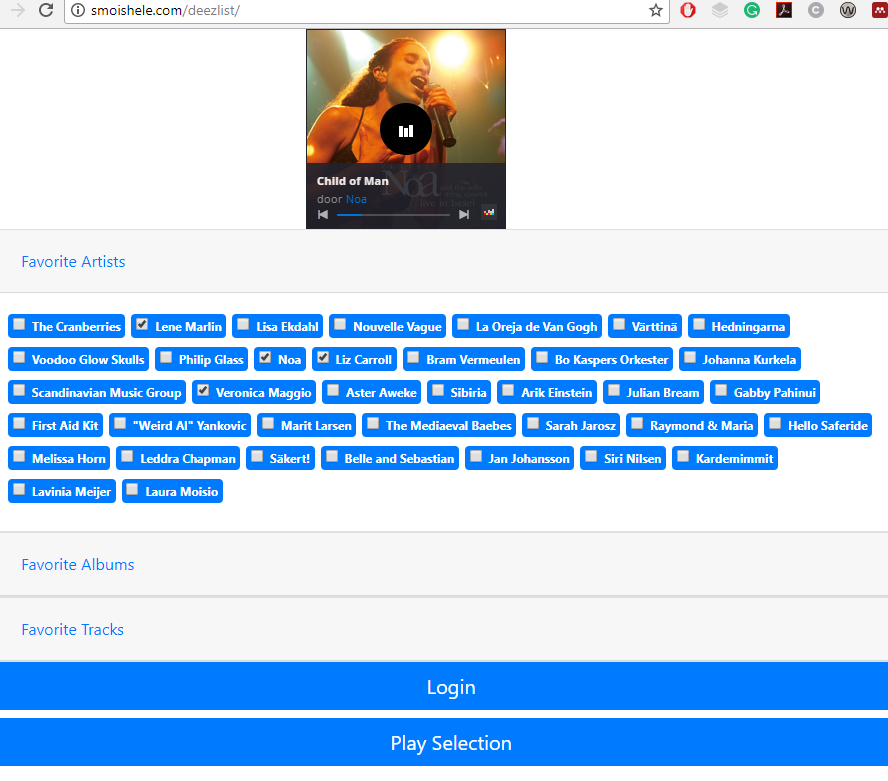 smoishele.com/deezlist/
Child of Man
door Noa
Noa
live in israel
Favorite Artists
The Cranberries Lene Marlin Lisa Ekdahl Nouvelle Vague La Oreja de Van Gogh Värttinä Hedningarna
Voodoo Glow Skulls Philip Glass Noa Liz Carroll Bram Vermeulen Bo Kaspers Orkester Johanna Kurkela
Scandinavian Music Group Veronica Maggio Aster Aweke Sibiria Arik Einstein Julian Bream Gabby Pahinui
First Aid Kit "Weird Al" Yankovic Marit Larsen The Mediaeval Baebes Sarah Jarosz Raymond & Maria Hello Saferide
Melissa Horn Leddra Chapman Säkert! Belle and Sebastian Jan Johansson Siri Nilsen Kardemimmit
Lavinia Meijer Laura Moisio
Favorite Albums
Favorite Tracks
Login
Play Selection